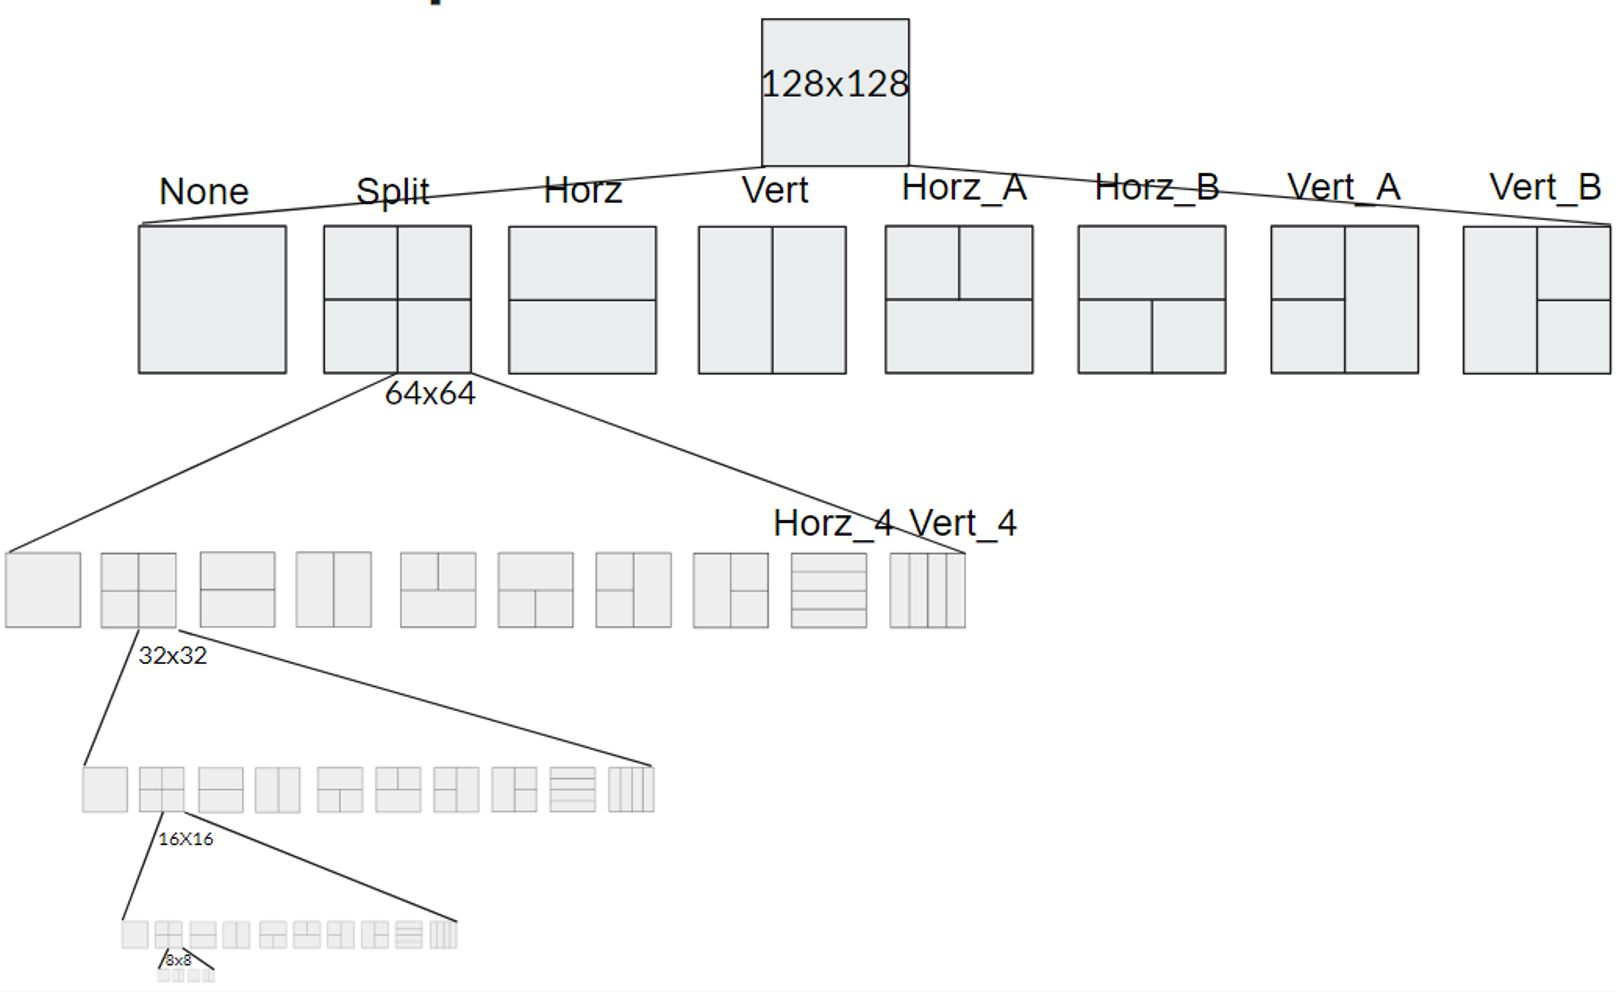 128x128
None Split Horz Vert Horz_A Horz_B Vert_A Vert_B
64x64
Horz_4 Vert_4
32x32
16X16
8x8